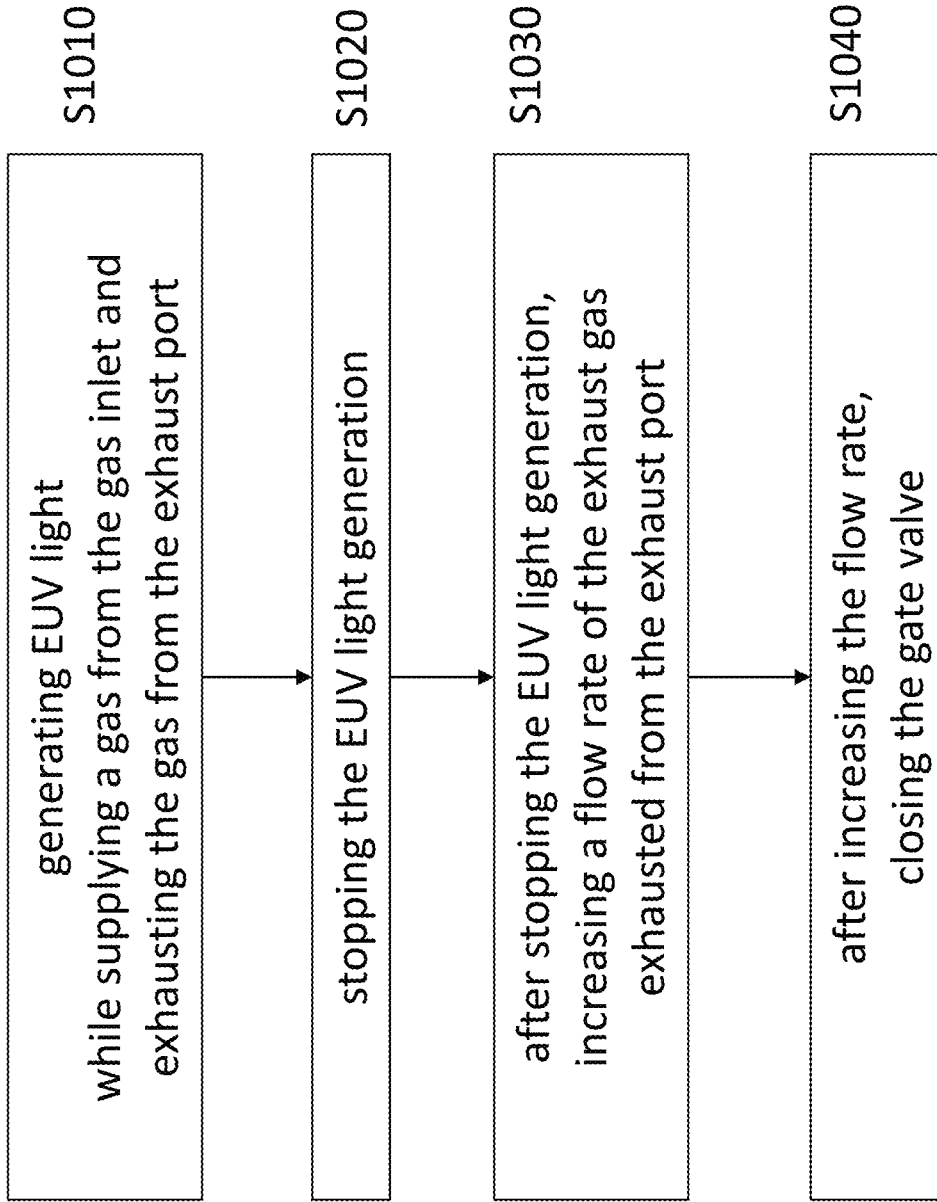 generating EUV light
while supplying a gas from the gas inlet and
exhausting the gas from the exhaust port
S1010
stopping the EUV light generation
S1020
after stopping the EUV light generation,
increasing a flow rate of the exhaust gas
exhausted from the exhaust port
S1030
after increasing the flow rate,
closing the gate valve
S1040